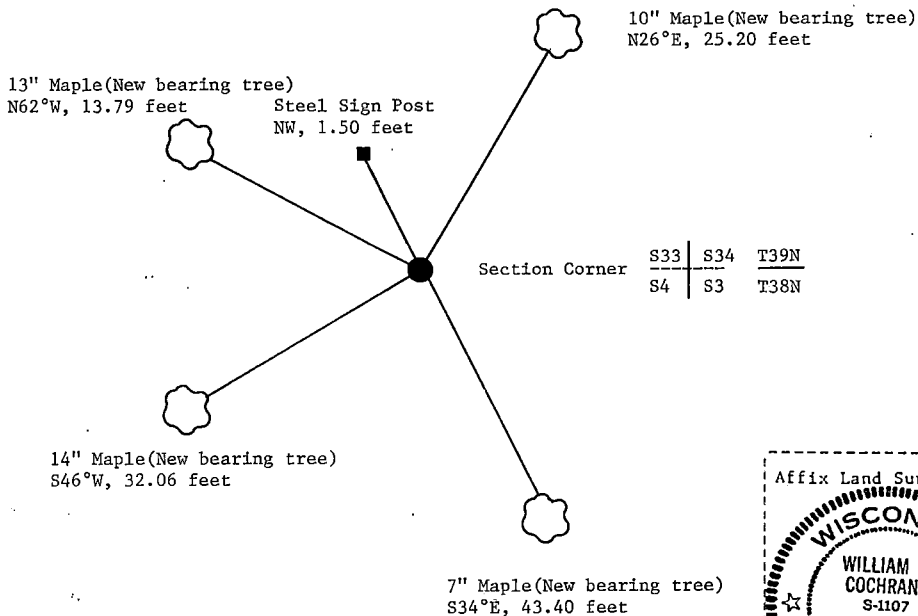 10" Maple(New bearing tree)
N26°E, 25.20 feet
13" Maple(New bearing tree)
N62°W, 13.79 feet
Steel Sign Post
NW, 1.50 feet
Section Corner
S33 S34 T39N
S4 S3 T38N
14" Maple(New bearing tree)
S46°W, 32.06 feet
7" Maple(New bearing tree)
S34°E, 43.40 feet
Affix Land Sur
WISCON
WILLIAM
COCHRAN
S-1107